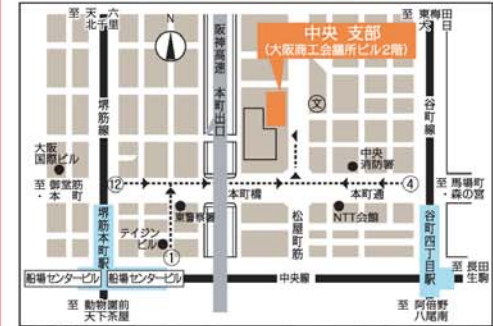 至 天六
北千里
N
阪神高速 本町出口
中央 支部
(大阪商工会議所ビル2階)
至 東梅田
大日
堺筋線
谷町線
文
大阪
国際ビル
中央
消防署
至 御堂筋
本町
⑫
本町橋
本町通
④
至 馬場町
森の宮
東警察署
松屋町筋
NTT会館
テイジン
ビル
①
堺筋本町駅
谷町四丁目駅
船場センタービル
船場センタービル
中央線
至 長田
生駒
至 動物園前
天下茶屋
至 阿倍野
八尾南